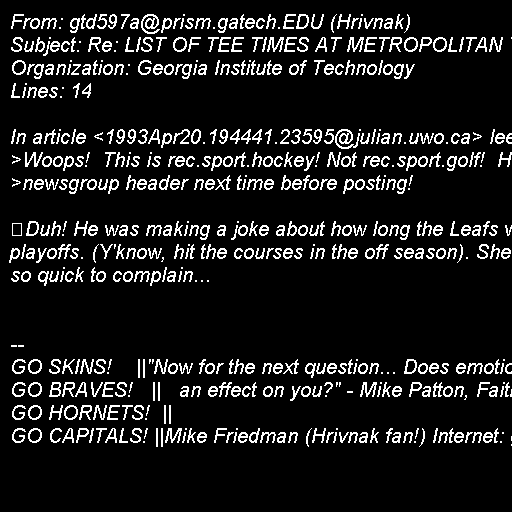 From: gtd597a@prism.gatech.EDU (Hrivnak)
Subject: Re: LIST OF TEE TIMES AT METROPOLITAN
Organization: Georgia Institute of Technology
Lines: 14
In article <1993Apr20.194441.23595@julian.uwo.ca>
>Woops!  This is rec.sport.hockey! Not rec.sport.golf!
>newsgroup header next time before posting!
Duh! He was making a joke about how long the Leafs
playoffs. (Y'know, hit the courses in the off season).
so quick to complain...
--
GO SKINS!    ||"Now for the next question... Does
GO BRAVES!   ||   an effect on you?" - Mike Patton,
GO HORNETS!  ||
GO CAPITALS! ||Mike Friedman (Hrivnak fan!) Internet: